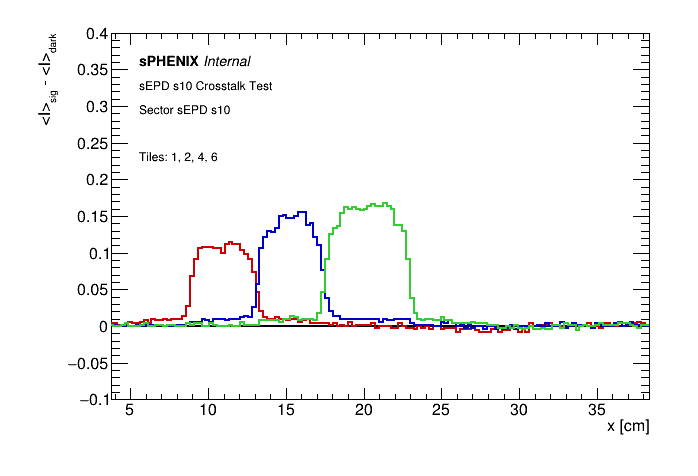 <I>sig - <I>dark
0.4
0.35
0.3
0.25
0.2
0.15
0.1
0.05
0
−0.05
−0.1
sPHENIX Internal
sEPD s10 Crosstalk Test
Sector sEPD s10
Tiles: 1, 2, 4, 6
5 10 15 20 25 30 35
x [cm]